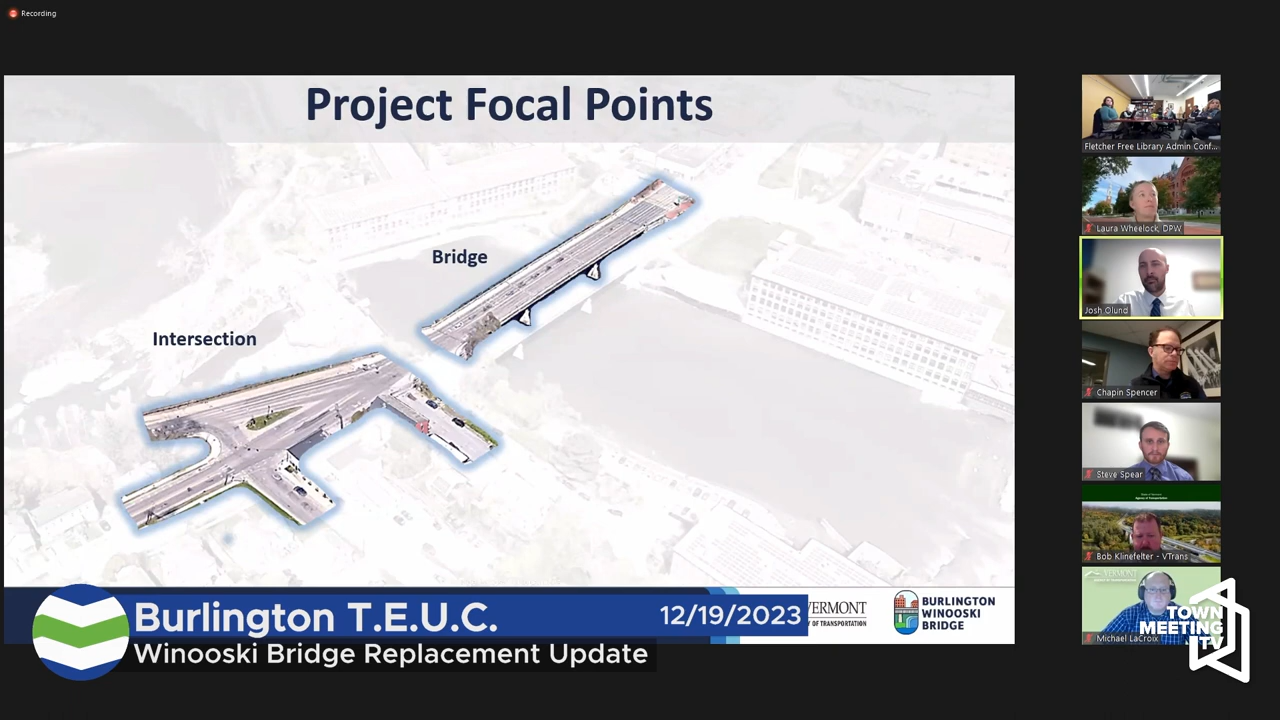 Recording
Project Focal Points
Bridge
Intersection
Fletcher Free Library Admin Conf...
Laura Wheelock, DPW
Josh Olund
Chapin Spencer
Steve Spear
Bob Klinefelter - VTrans
VERMONT
Michael LaCroix
Burlington T.E.U.C.
12/19/2023
Winooski Bridge Replacement Update
VERMONT
OF TRANSPORTATION
BURLINGTON
WINOOSKI
BRIDGE
TOWN
MEETING
TV